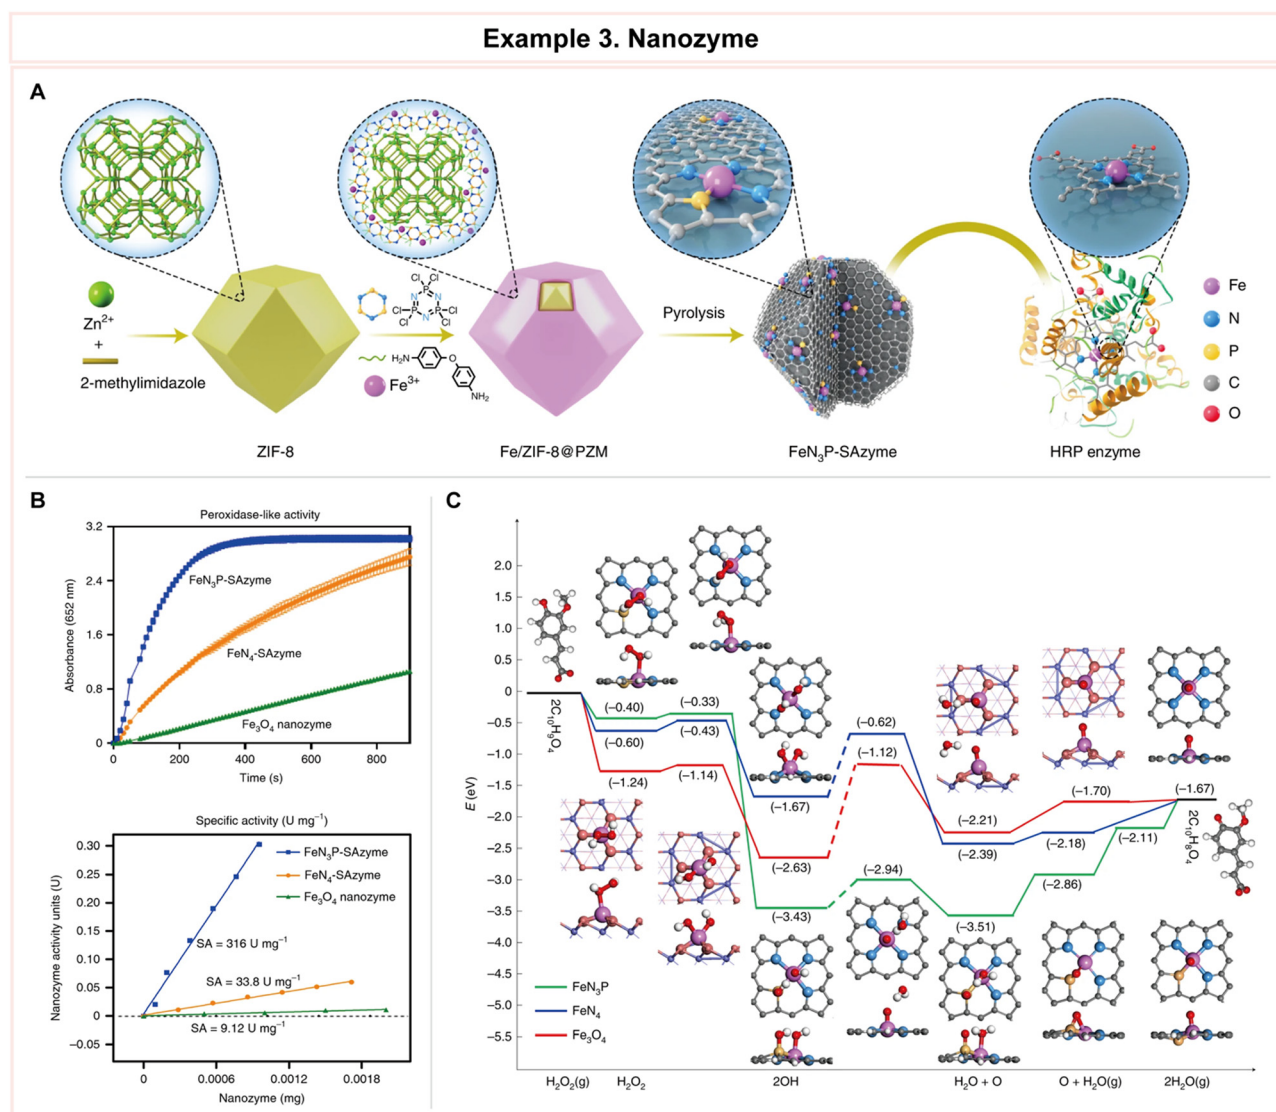 Example 3. Nanozyme
A
Zn²⁺
+
2-methylimidazole
ZIF-8
Cl Cl
P
N N
Cl P P Cl
Cl N Cl
H₂N
O
NH₂
Fe³⁺
Fe/ZIF-8@PZM
Pyrolysis
FeN₃P-SAzyme
HRP enzyme
Fe
N
P
C
O
B
Peroxidase-like activity
Absorbance (652 nm)
3.2
2.4
1.6
0.8
0
FeN₃P-SAzyme
FeN₄-SAzyme
Fe₃O₄ nanozyme
0 200 400 600 800
Time (s)
Specific activity (U mg⁻¹)
Nanozyme activity units (U)
0.30
0.25
0.20
0.15
0.10
0.05
0
−0.05
FeN₃P-SAzyme
FeN₄-SAzyme
Fe₃O₄ nanozyme
SA = 316 U mg⁻¹
SA = 33.8 U mg⁻¹
SA = 9.12 U mg⁻¹
0 0.0006 0.0012 0.0018
Nanozyme (mg)
C
E (eV)
2.0
1.5
1.0
0.5
0
−0.5
−1.0
−1.5
−2.0
−2.5
−3.0
−3.5
−4.0
−4.5
−5.0
−5.5
2C₁₀H₉O₄
(−0.40) (−0.33)
(−0.60) (−0.43)
(−1.24) (−1.14)
(−1.67)
(−2.63)
(−3.43)
(−0.62)
(−1.12)
(−2.94)
(−2.21)
(−2.39)
(−3.51)
(−1.70)
(−2.18)
(−2.86)
(−1.67)
(−2.11)
2C₁₀H₈O₄
FeN₃P
FeN₄
Fe₃O₄
H₂O₂(g) H₂O₂ 2OH H₂O + O O + H₂O(g) 2H₂O(g)